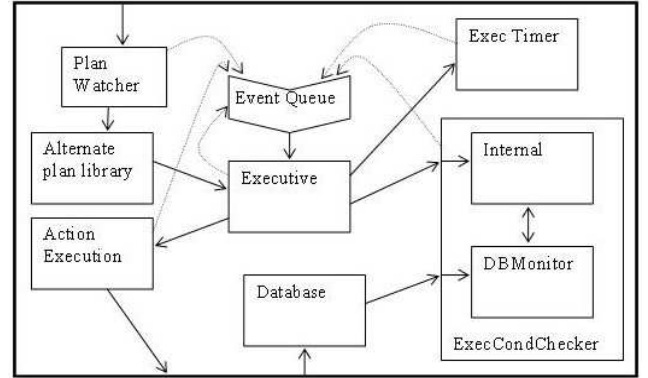 Plan
Watcher
Exec Timer
Event Queue
Alternate
plan library
Executive
Internal
Action
Execution
Database
DBMonitor
ExecCondChecker